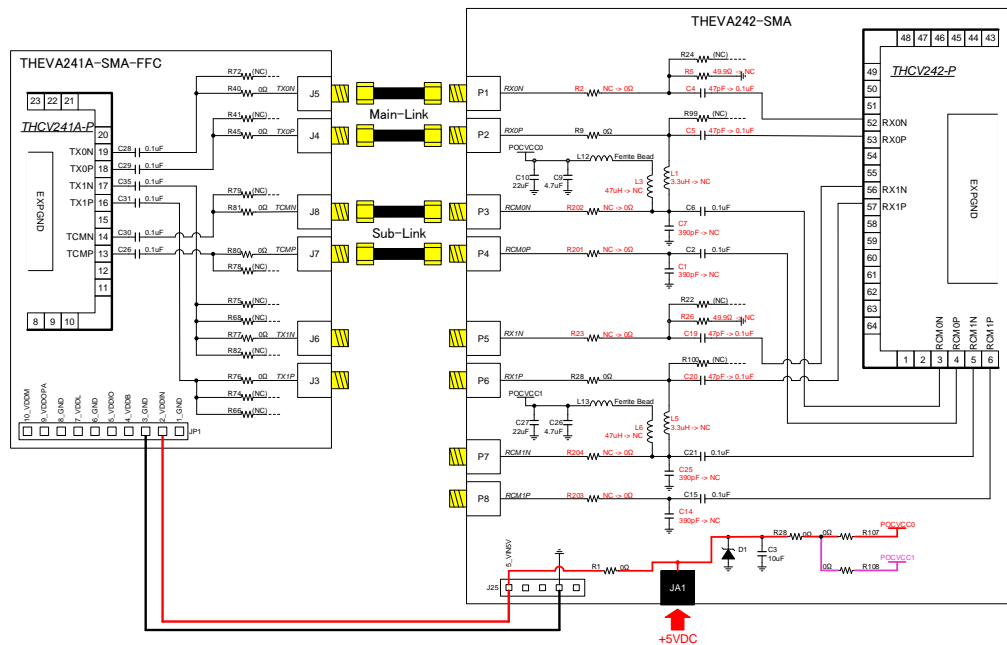 THEVA241A-SMA-FFC
23 22 21
THCV241A-P
20
TX0N 19
TX0P 18
TX1N 17
TX1P 16
15
TCMN 14
TCMP 13
12
11
EXPGND
8 9 10
C28 0.1uF
C29 0.1uF
C35 0.1uF
C31 0.1uF
C30 0.1uF
C26 0.1uF
R72 (NC)
R40 0Ω TX0N J5
R41 (NC)
R45 0Ω TX0P J4
R79 (NC)
R81 0Ω TCMN J8
R80 0Ω TCMP J7
R78 (NC)
R75 (NC)
R68 (NC)
R77 0Ω TX1N J6
R82 (NC)
R76 0Ω TX1P J3
R74 (NC)
R66 (NC)
10_VDDM
9_VDDOPA
8_GND
7_VDDL
6_GND
5_VDDIO
4_VDDB
3_GND
2_VDDIN
1_GND
JP1
Main-Link
Sub-Link
THEVA242-SMA
P1 RX0N R2 NC -> 0Ω
R24 (NC)
R5 49.9Ω -> NC
C4 47pF -> 0.1uF
P2 RX0P R9 0Ω
R99 (NC)
C5 47pF -> 0.1uF
POCVCC0
L12 Ferrite Bead
C10 22uF
C9 4.7uF
L3 47uH -> NC
L1 3.3uH -> NC
P3 RCM0N R202 NC -> 0Ω
C6 0.1uF
C7 390pF -> NC
P4 RCM0P R201 NC -> 0Ω
C2 0.1uF
C1 390pF -> NC
R22 (NC)
R26 49.9Ω -> NC
P5 RX1N R23 NC -> 0Ω
C19 47pF -> 0.1uF
R100 (NC)
P6 RX1P R28 0Ω
C20 47pF -> 0.1uF
POCVCC1
L13 Ferrite Bead
C27 22uF
C26 4.7uF
L6 47uH -> NC
L5 3.3uH -> NC
P7 RCM1N R204 NC -> 0Ω
C21 0.1uF
C25 390pF -> NC
P8 RCM1P R203 NC -> 0Ω
C15 0.1uF
C14 390pF -> NC
48 47 46 45 44 43
THCV242-P
49
50
51
52 RX0N
53 RX0P
54
55
56 RX1N
57 RX1P
58
59
60
61
62
63
64
EXPGND
RCM0N
RCM0P
RCM1N
RCM1P
1 2 3 4 5 6
5_VIN5V
J25
R1 0Ω
JA1
+5VDC
D1
C3 10uF
R28 0Ω
0Ω R107 POCVCC0
0Ω R108 POCVCC1